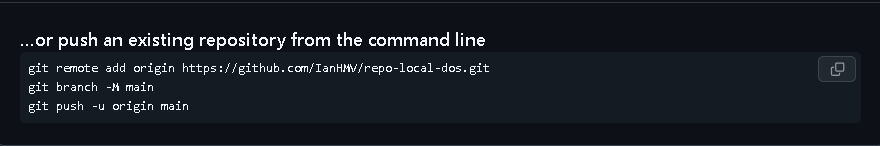 ...or push an existing repository from the command line
git remote add origin https://github.com/IanHMV/repo-local-dos.git
git branch -M main
git push -u origin main